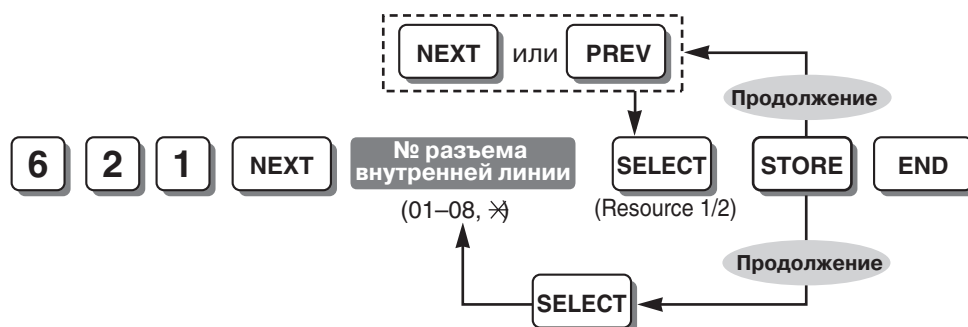 NEXT или PREV
Продолжение
6 2 1 NEXT № разъема внутренней линии SELECT STORE END
(01–08, ✕) (Resource 1/2)
Продолжение
SELECT